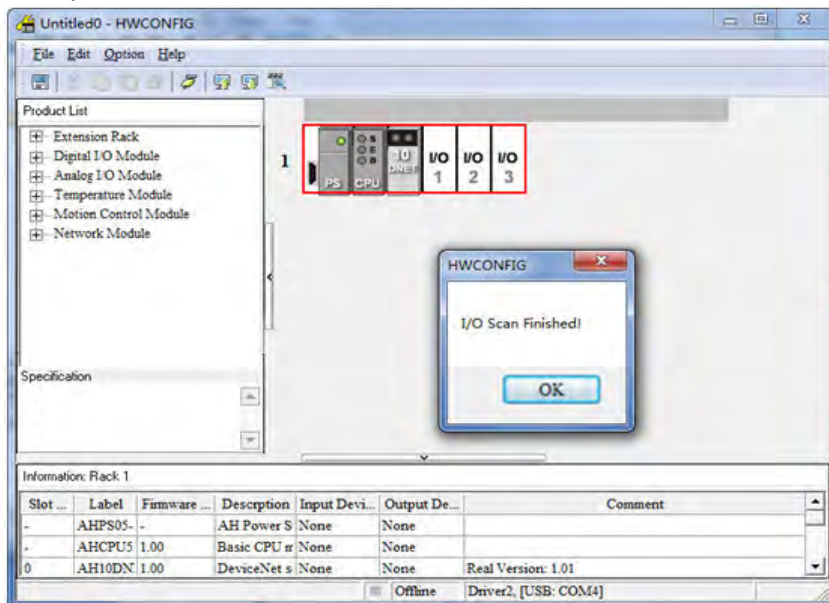 Untitled0 - HWCONFIG
File Edit Option Help
Product List
Extension Rack
Digital I/O Module
Analog I/O Module
Temperature Module
Motion Control Module
Network Module
1
PS
CPU
10
DNET
I/O
1
I/O
2
I/O
3
HWCONFIG
I/O Scan Finished!
OK
Specification
Information: Rack 1
Slot ... Label Firmware ... Descrption Input Devi... Output De... Comment
- AHPS05- - AH Power S None None
- AHCPU5 1.00 Basic CPU m None None
0 AH10DN 1.00 DeviceNet s None None Real Version: 1.01
Offline Driver2, [USB: COM4]